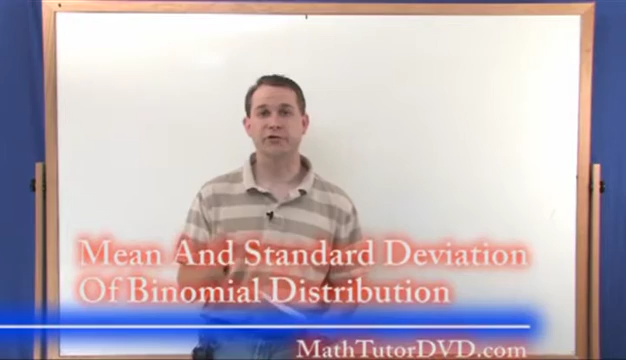 Mean And Standard Deviation
Of Binomial Distribution
MathTutorDVD.com